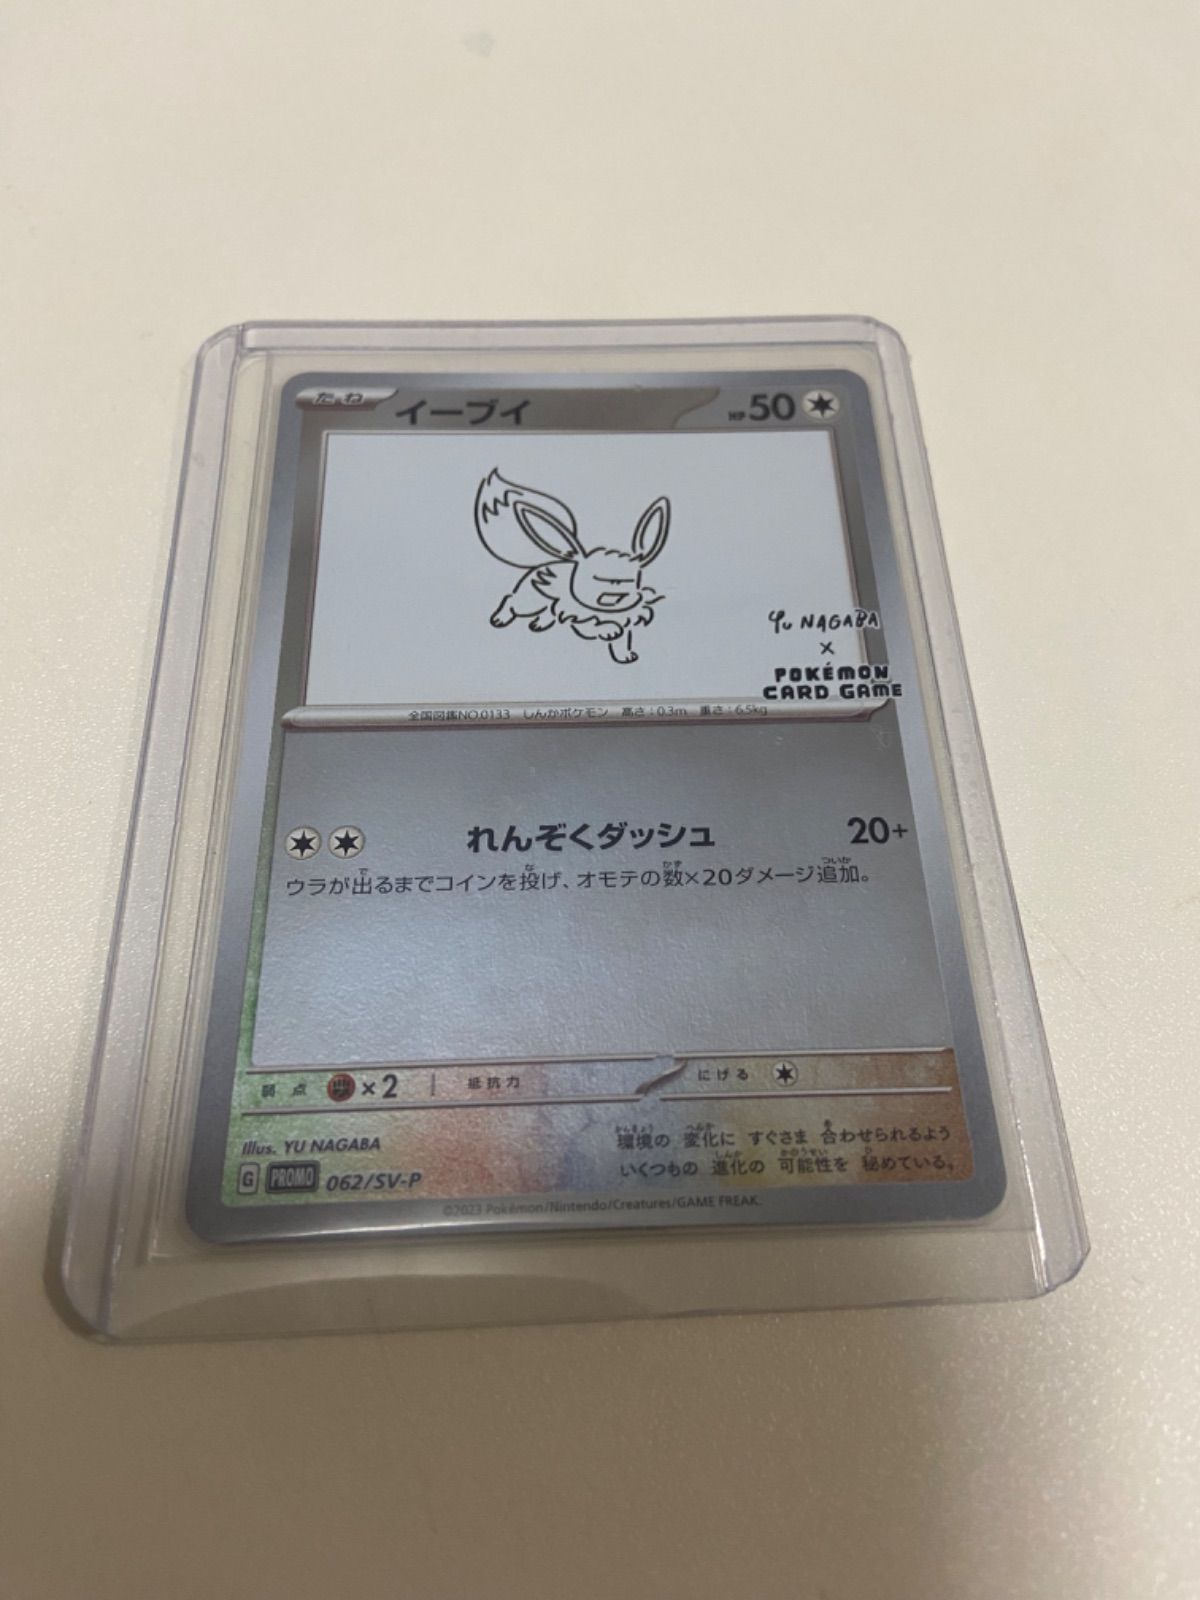 たね イーブイ HP50
Yu NAGABA
×
POKÉMON
CARD GAME
全国図鑑NO.0133 しんかポケモン 高さ：0.3m 重さ：6.5kg
れんぞくダッシュ 20+
ウラが出るまでコインを投げ、オモテの数×20ダメージ追加。
弱点 ×2 抵抗力 にげる
Illus. YU NAGABA
環境の 変化に すぐさま 合わせられるよう
いくつもの 進化の 可能性を 秘めている。
G PROMO 062/SV-P
©2023 Pokémon/Nintendo/Creatures/GAME FREAK.